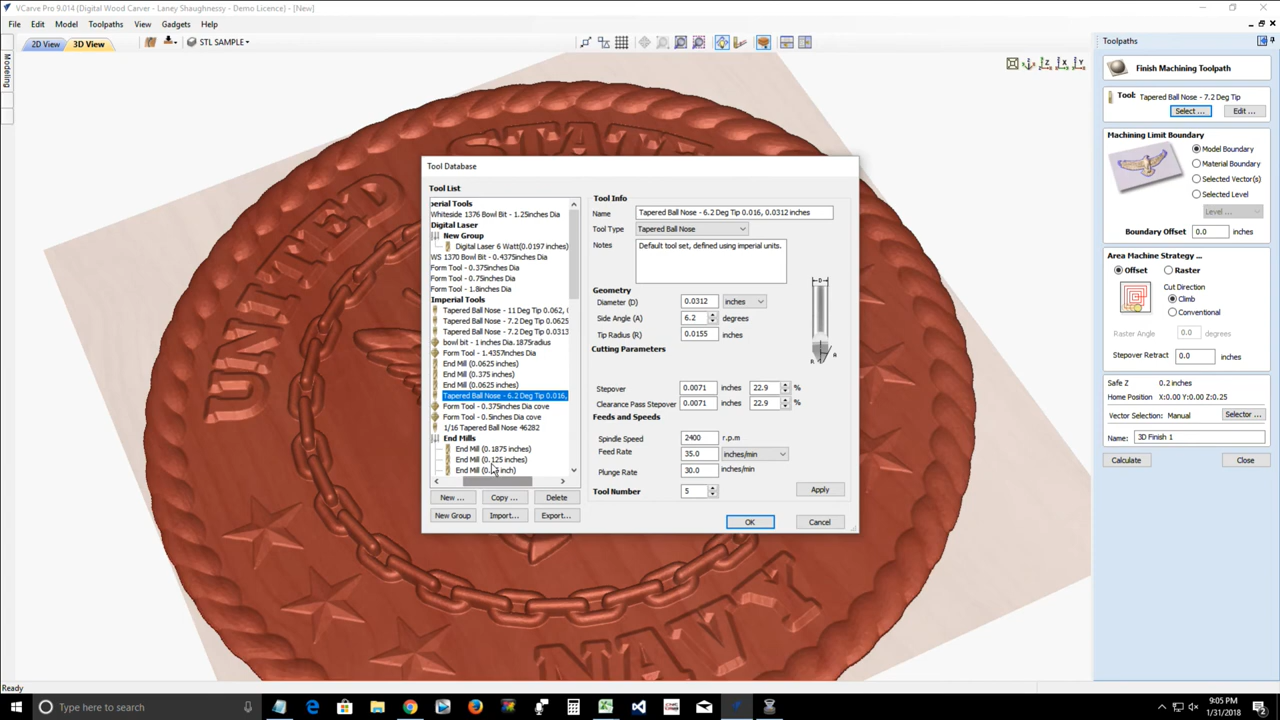 VCarve Pro 9.014 (Digital Wood Carver - Laney Shaughnessy - Demo Licence) - [New]
File Edit Model Toolpaths View Gadgets Help
2D View 3D View STL SAMPLE
Modeling
UNITED STATES
NAVY
Tool Database
Tool List
perial Tools
Whiteside 1376 Bowl Bit - 1.25inches Dia
Digital Laser
New Group
Digital Laser 6 Watt(0.0197 inches)
WS 1370 Bowl Bit - 0.4375inches Dia
Form Tool - 0.375inches Dia
Form Tool - 0.75inches Dia
Form Tool - 1.8inches Dia
Imperial Tools
Tapered Ball Nose - 11 Deg Tip 0.062, (
Tapered Ball Nose - 7.2 Deg Tip 0.0625
Tapered Ball Nose - 7.2 Deg Tip 0.0313
bowl bit - 1 inches Dia. .1875radius
Form Tool - 1.4357inches Dia
End Mill (0.0625 inches)
End Mill (0.375 inches)
End Mill (0.0625 inches)
Tapered Ball Nose - 6.2 Deg Tip 0.016,
Form Tool - 0.375inches Dia cove
Form Tool - 0.5inches Dia cove
1/16 Tapered Ball Nose 46282
End Mills
End Mill (0.1875 inches)
End Mill (0.125 inches)
End Mill inch)
New ... Copy ... Delete
New Group Import... Export...
Tool Info
Name Tapered Ball Nose - 6.2 Deg Tip 0.016, 0.0312 inches
Tool Type Tapered Ball Nose
Notes Default tool set, defined using imperial units.
Geometry
Diameter (D) 0.0312 inches
Side Angle (A) 6.2 degrees
Tip Radius (R) 0.0155 inches
D
R A
Cutting Parameters
Stepover 0.0071 inches 22.9 %
Clearance Pass Stepover 0.0071 inches 22.9 %
Feeds and Speeds
Spindle Speed 2400 r.p.m
Feed Rate 35.0 inches/min
Plunge Rate 30.0 inches/min
Tool Number 5 Apply
OK Cancel
Toolpaths
Finish Machining Toolpath
Tool: Tapered Ball Nose - 7.2 Deg Tip
Select ... Edit ...
Machining Limit Boundary
Model Boundary
Material Boundary
Selected Vector(s)
Selected Level
Level ...
Boundary Offset 0.0 inches
Area Machine Strategy ...
Offset Raster
Cut Direction
Climb
Conventional
Raster Angle 0.0 degrees
Stepover Retract 0.0 inches
Safe Z 0.2 inches
Home Position X:0.00 Y:0.00 Z:0.25
Vector Selection: Manual Selector ...
Name: 3D Finish 1
Calculate Close
Ready
Type here to search
9:05 PM
1/31/2018
2